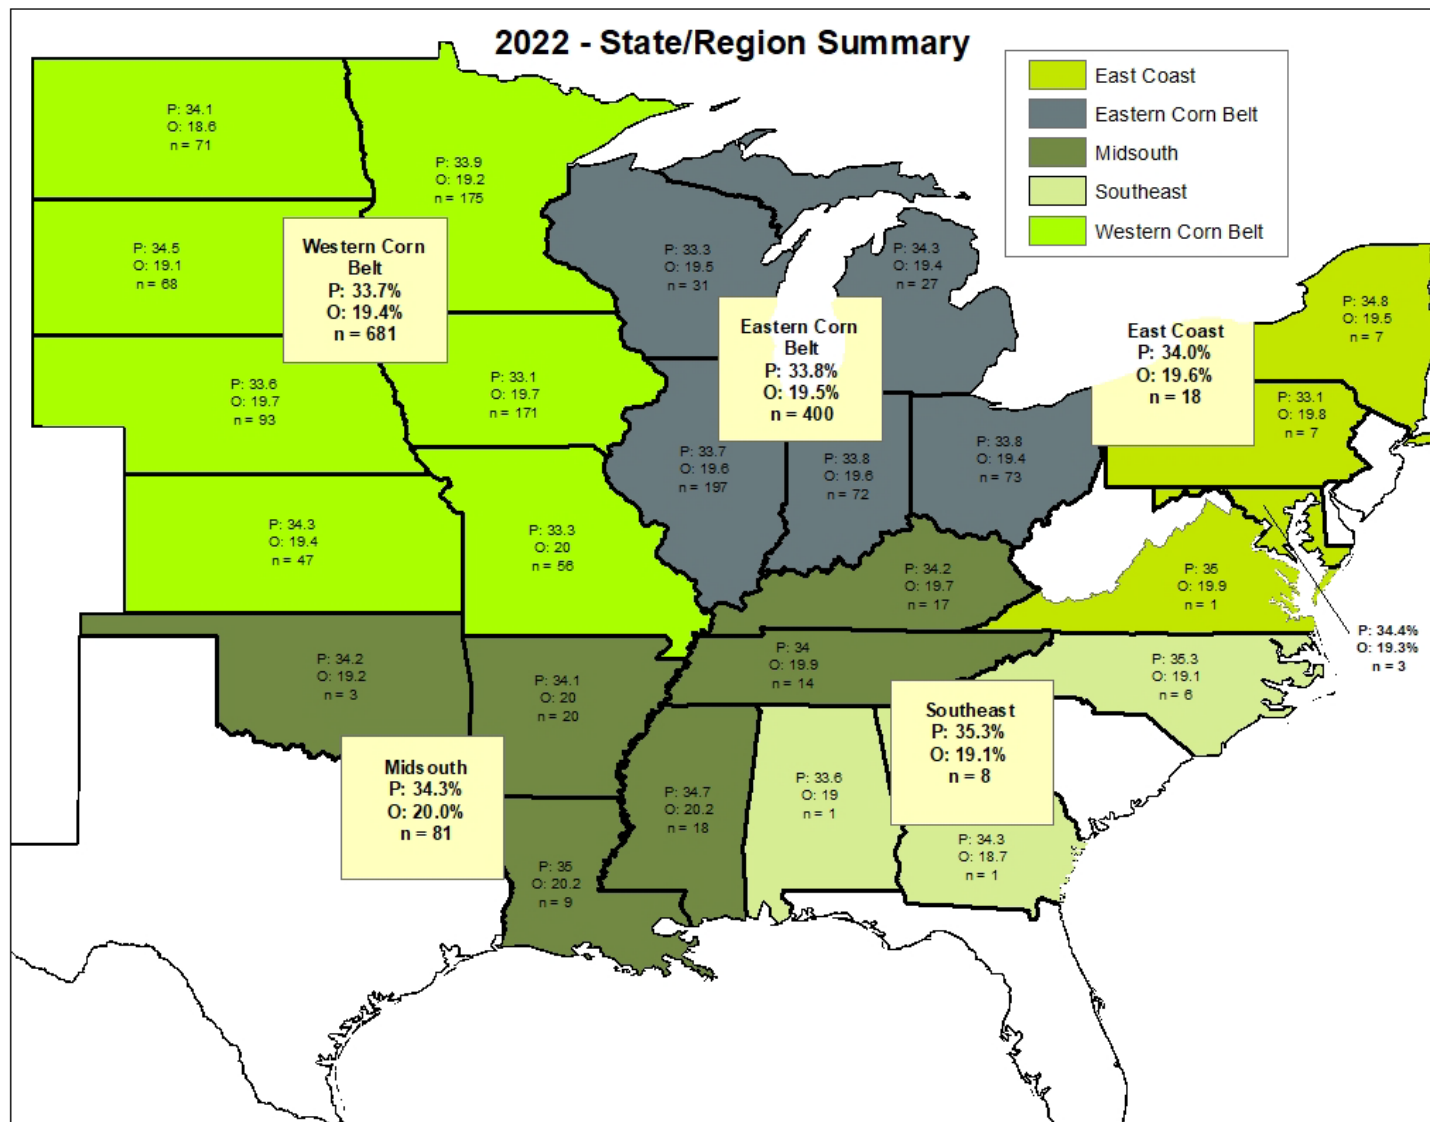 2022 - State/Region Summary
East Coast
Eastern Corn Belt
Midsouth
Southeast
Western Corn Belt
P: 34.1
O: 18.6
n = 71
P: 33.9
O: 19.2
n = 175
P: 34.5
O: 19.1
n = 68
Western Corn
Belt
P: 33.7%
O: 19.4%
n = 681
P: 33.3
O: 19.5
n = 31
P: 34.3
O: 19.4
n = 27
Eastern Corn
Belt
P: 33.8%
O: 19.5%
n = 400
East Coast
P: 34.0%
O: 19.6%
n = 18
P: 34.8
O: 19.5
n = 7
P: 33.6
O: 19.7
n = 93
P: 33.1
O: 19.7
n = 171
P: 33.1
O: 19.8
n = 7
P: 33.7
O: 19.6
n = 197
P: 33.8
O: 19.6
n = 72
P: 33.8
O: 19.4
n = 73
P: 34.3
O: 19.4
n = 47
P: 33.3
O: 20
n = 56
P: 34.2
O: 19.7
n = 17
P: 35
O: 19.9
n = 1
P: 34.4%
O: 19.3%
n = 3
P: 34.2
O: 19.2
n = 3
P: 34.1
O: 20
n = 20
P: 34
O: 19.9
n = 14
P: 35.3
O: 19.1
n = 6
Southeast
P: 35.3%
O: 19.1%
n = 8
Midsouth
P: 34.3%
O: 20.0%
n = 81
P: 34.7
O: 20.2
n = 18
P: 33.6
O: 19
n = 1
P: 34.3
O: 18.7
n = 1
P: 35
O: 20.2
n = 9